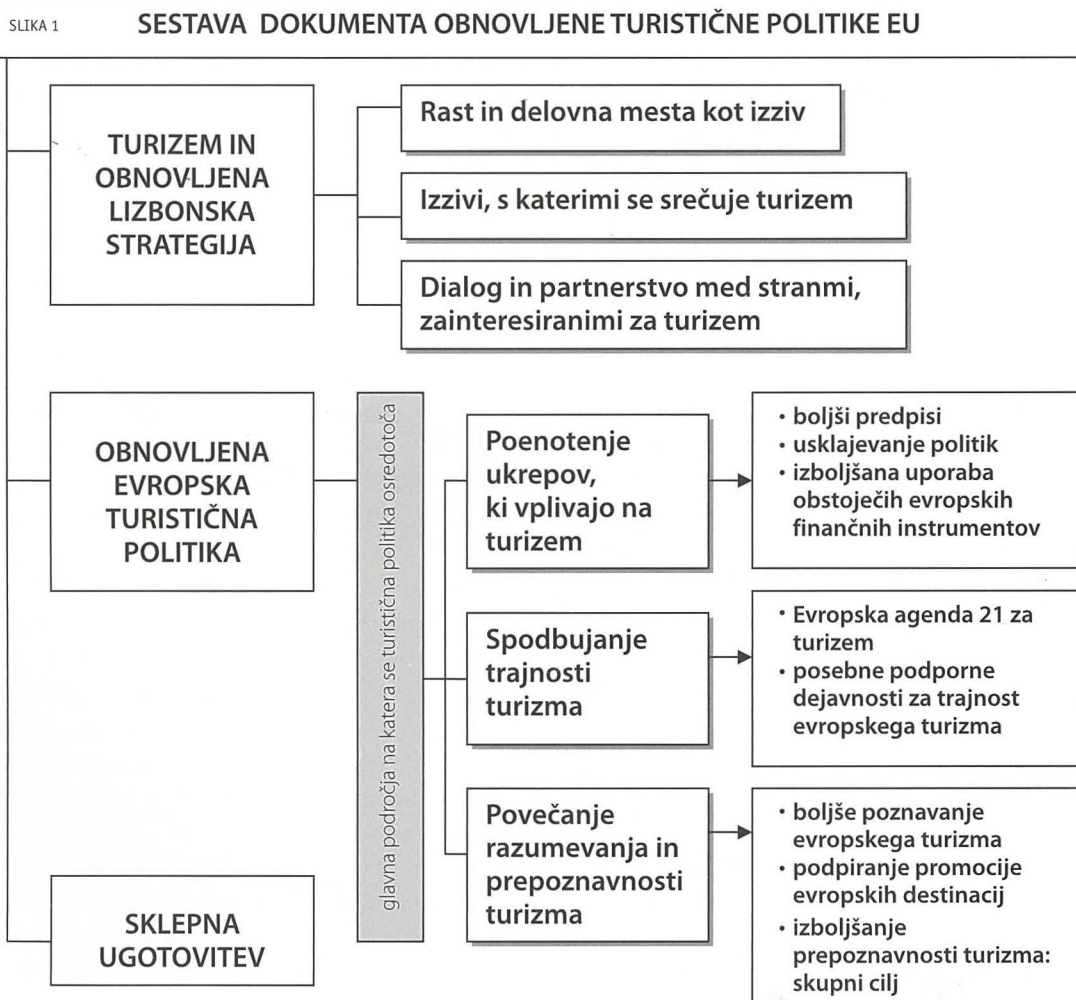 SLIKA 1
SESTAVA DOKUMENTA OBNOVLJENE TURISTIČNE POLITIKE EU
TURIZEM IN
OBNOVLJENA
LIZBONSKA
STRATEGIJA
Rast in delovna mesta kot izziv
Izzivi, s katerimi se srečuje turizem
Dialog in partnerstvo med stranmi,
zainteresiranimi za turizem
OBNOVLJENA
EVROPSKA
TURISTIČNA
POLITIKA
glavna področja na katera se turistična politika osredotoča
Poenotenje
ukrepov,
ki vplivajo na
turizem
• boljši predpisi
• usklajevanje politik
• izboljšana uporaba
obstoječih evropskih
finančnih instrumentov
Spodbujanje
trajnosti
turizma
• Evropska agenda 21 za
turizem
• posebne podporne
dejavnosti za trajnost
evropskega turizma
Povečanje
razumevanja in
prepoznavnosti
turizma
• boljše poznavanje
evropskega turizma
• podpiranje promocije
evropskih destinacij
• izboljšanje
prepoznavnosti turizma:
skupni cilj
SKLEPNA
UGOTOVITEV